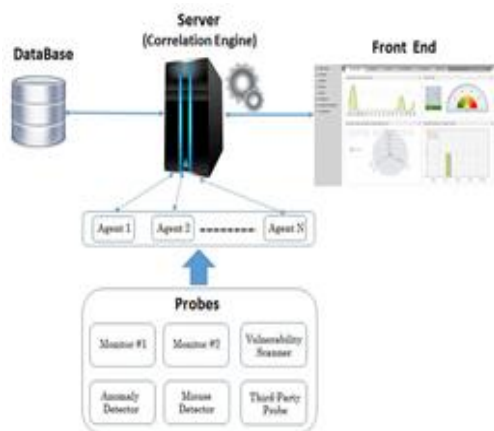 Server
(Correlation Engine)
DataBase
Front End
Agent 1
Agent 2
Agent N
Probes
Monitor #1
Monitor #2
Vulnerability
Scanner
Anomaly
Detector
Misuse
Detector
Third-Party
Probe